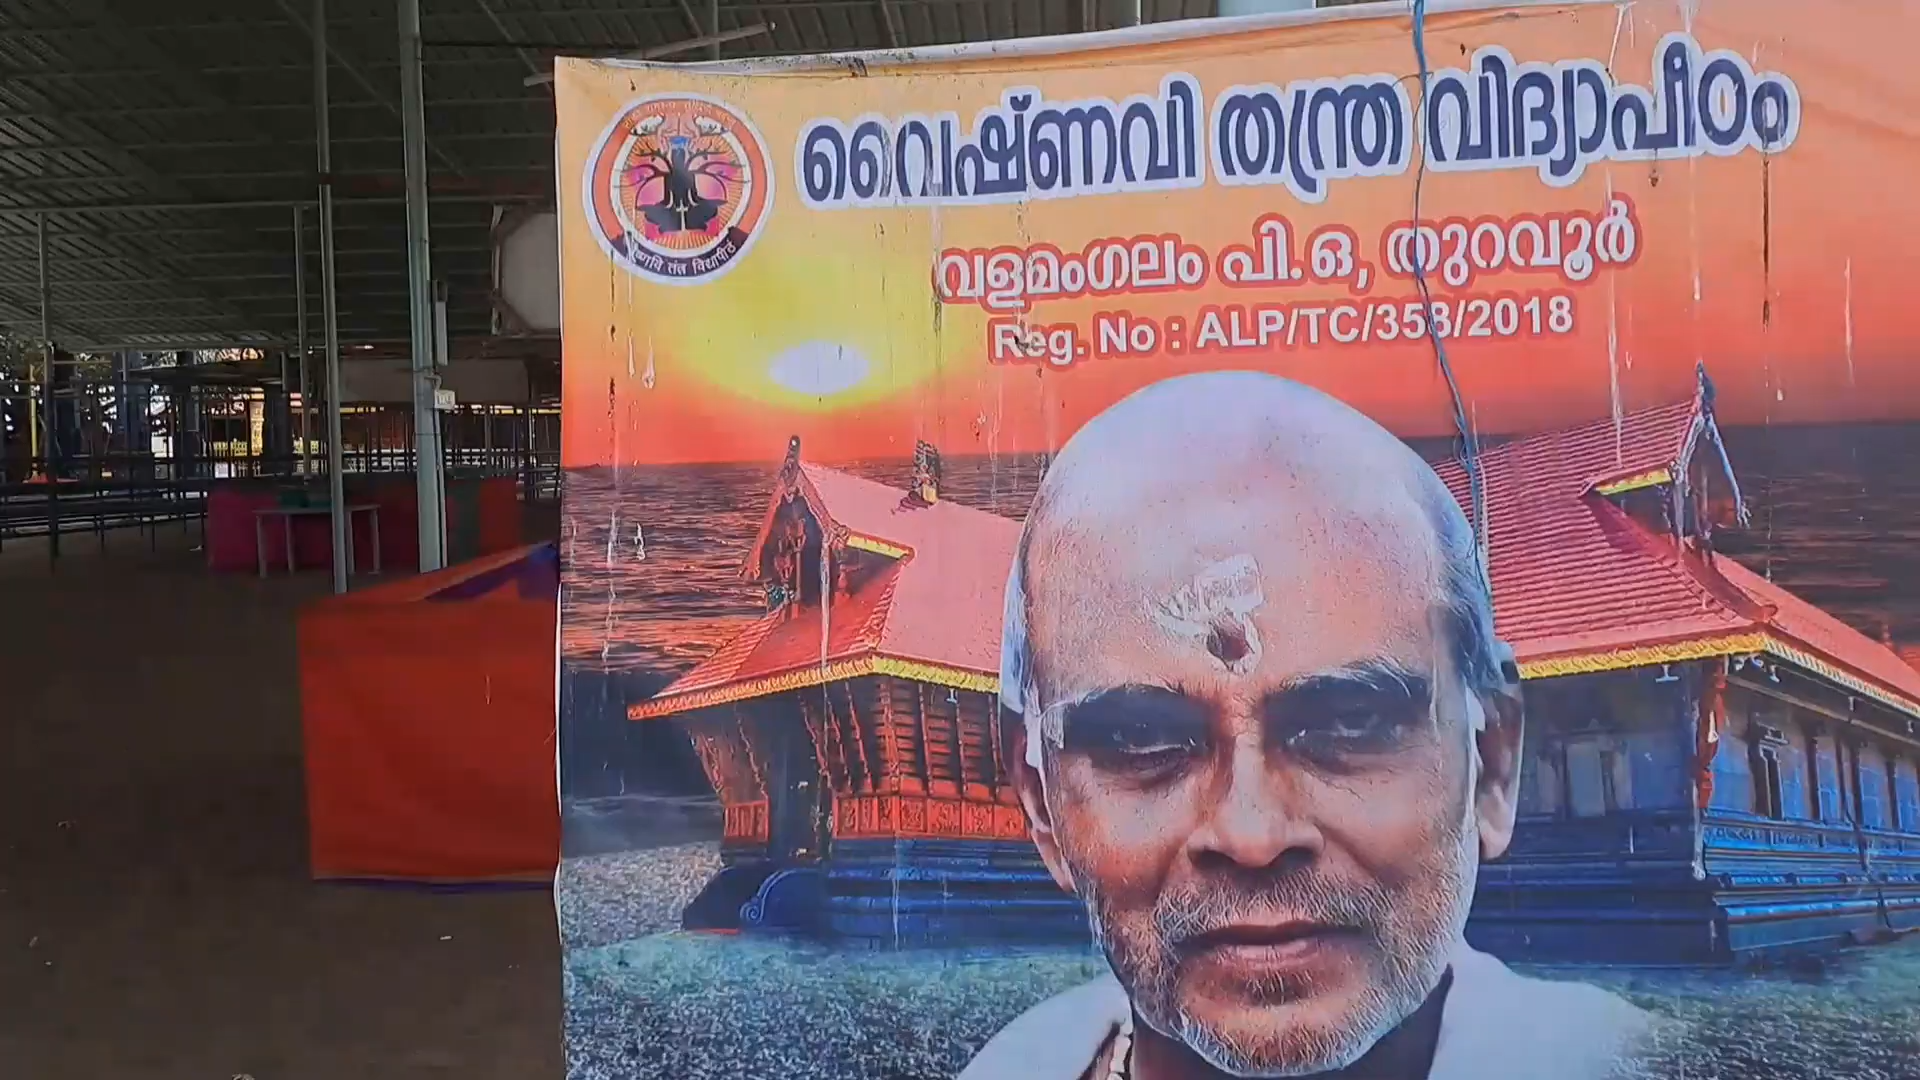 വൈഷ്ണവി തന്ത്ര വിദ്യാപീഠം
വളമംഗലം പി.ഒ, തുറവൂർ
Reg. No : ALP/TC/358/2018
तंत्र विद्यापीठं